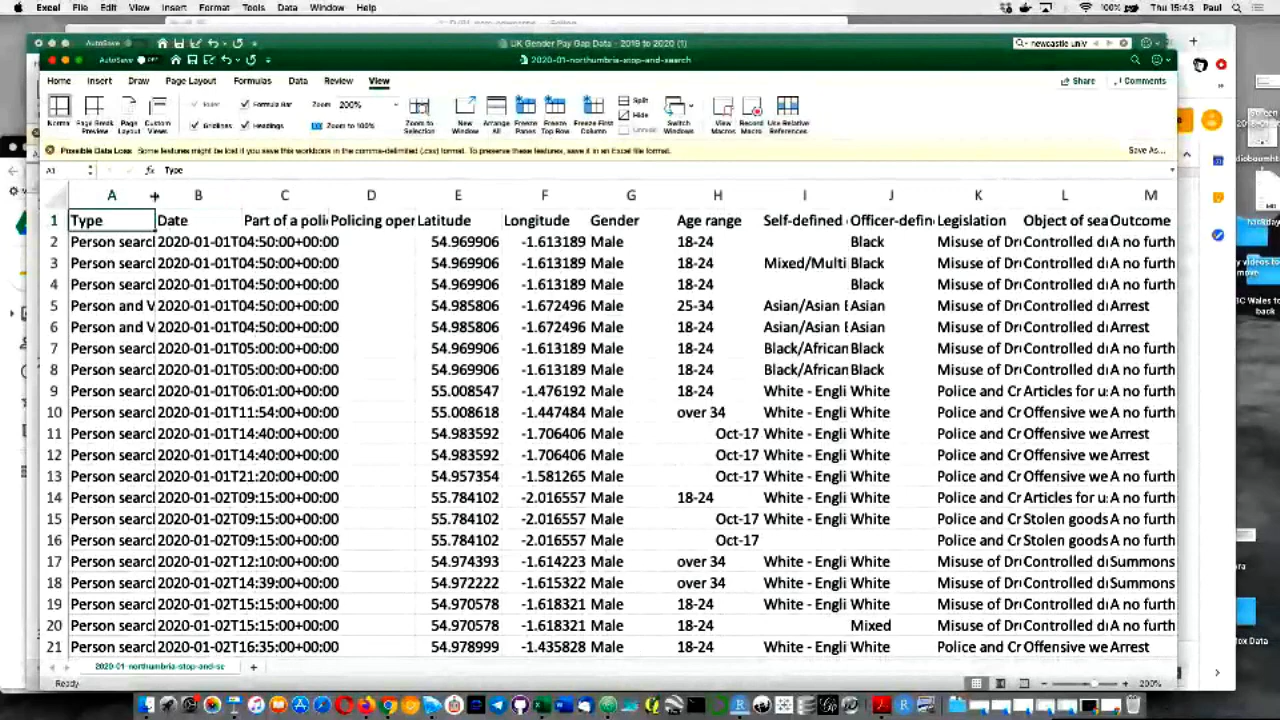 Excel File Edit View Insert Format Tools Data Window Help 100% Thu 15:43 Paul
AutoSave UK Gender Pay Gap Data - 2019 to 2020 (1) newcastle univ
AutoSave OFF 2020-01-northumbria-stop-and-search
Home Insert Draw Page Layout Formulas Data Review View Share Comments
Ruler Formula Bar Zoom 200% Split
Hide
Gridlines Headings Zoom to 100%
Normal Page Break Preview Page Layout Custom Views Zoom to Selection New Window Arrange All Freeze Panes Freeze Top Row Freeze First Column Switch Windows View Macros Record Macro Use Relative References
Possible Data Loss Some features might be lost if you save this workbook in the comma-delimited (.csv) format. To preserve these features, save it in an Excel file format. Save As...
A1 fx Type
A B C D E F G H I J K L M
1 Type Date Part of a poli Policing oper Latitude Longitude Gender Age range Self-defined Officer-defin Legislation Object of sea Outcome
2 Person searc 2020-01-01T04:50:00+00:00 54.969906 -1.613189 Male 18-24 Black Misuse of Dr Controlled d A no furth
3 Person searc 2020-01-01T04:50:00+00:00 54.969906 -1.613189 Male 18-24 Mixed/Multi Black Misuse of Dr Controlled d A no furth
4 Person searc 2020-01-01T04:50:00+00:00 54.969906 -1.613189 Male 18-24 Black Misuse of Dr Controlled d A no furth
5 Person and V 2020-01-01T04:50:00+00:00 54.985806 -1.672496 Male 25-34 Asian/Asian Asian Misuse of Dr Controlled d Arrest
6 Person and V 2020-01-01T04:50:00+00:00 54.985806 -1.672496 Male 18-24 Asian/Asian Asian Misuse of Dr Controlled d Arrest
7 Person searc 2020-01-01T05:00:00+00:00 54.969906 -1.613189 Male 18-24 Black/African Black Misuse of Dr Controlled d A no furth
8 Person searc 2020-01-01T05:00:00+00:00 54.969906 -1.613189 Male 18-24 Black/African Black Misuse of Dr Controlled d A no furth
9 Person searc 2020-01-01T06:01:00+00:00 55.008547 -1.476192 Male 18-24 White - Engli White Police and Cr Articles for u A no furth
10 Person searc 2020-01-01T11:54:00+00:00 55.008618 -1.447484 Male over 34 White - Engli White Police and Cr Offensive we A no furth
11 Person searc 2020-01-01T14:40:00+00:00 54.983592 -1.706406 Male Oct-17 White - Engli White Police and Cr Offensive we Arrest
12 Person searc 2020-01-01T14:40:00+00:00 54.983592 -1.706406 Male Oct-17 White - Engli White Police and Cr Offensive we A no furth
13 Person searc 2020-01-01T21:20:00+00:00 54.957354 -1.581265 Male Oct-17 White - Engli White Police and Cr Offensive we A no furth
14 Person searc 2020-01-02T09:15:00+00:00 55.784102 -2.016557 Male 18-24 White - Engli White Police and Cr Articles for u A no furth
15 Person searc 2020-01-02T09:15:00+00:00 55.784102 -2.016557 Male Oct-17 White - Engli White Police and Cr Stolen goods A no furth
16 Person searc 2020-01-02T09:15:00+00:00 55.784102 -2.016557 Male Oct-17 Police and Cr Stolen goods A no furth
17 Person searc 2020-01-02T12:10:00+00:00 54.974393 -1.614223 Male over 34 White - Engli White Misuse of Dr Controlled d Summons
18 Person searc 2020-01-02T14:39:00+00:00 54.972222 -1.615322 Male over 34 White - Engli White Misuse of Dr Controlled d Summons
19 Person searc 2020-01-02T15:15:00+00:00 54.970578 -1.618321 Male 18-24 White - Engli White Misuse of Dr Controlled d A no furth
20 Person searc 2020-01-02T15:15:00+00:00 54.970578 -1.618321 Male 18-24 Mixed Misuse of Dr Controlled d A no furth
21 Person searc 2020-01-02T16:35:00+00:00 54.978999 -1.435828 Male 18-24 White - Engli White Police and Cr Offensive we Arrest
2020-01-northumbria-stop-and-se
Ready 200%